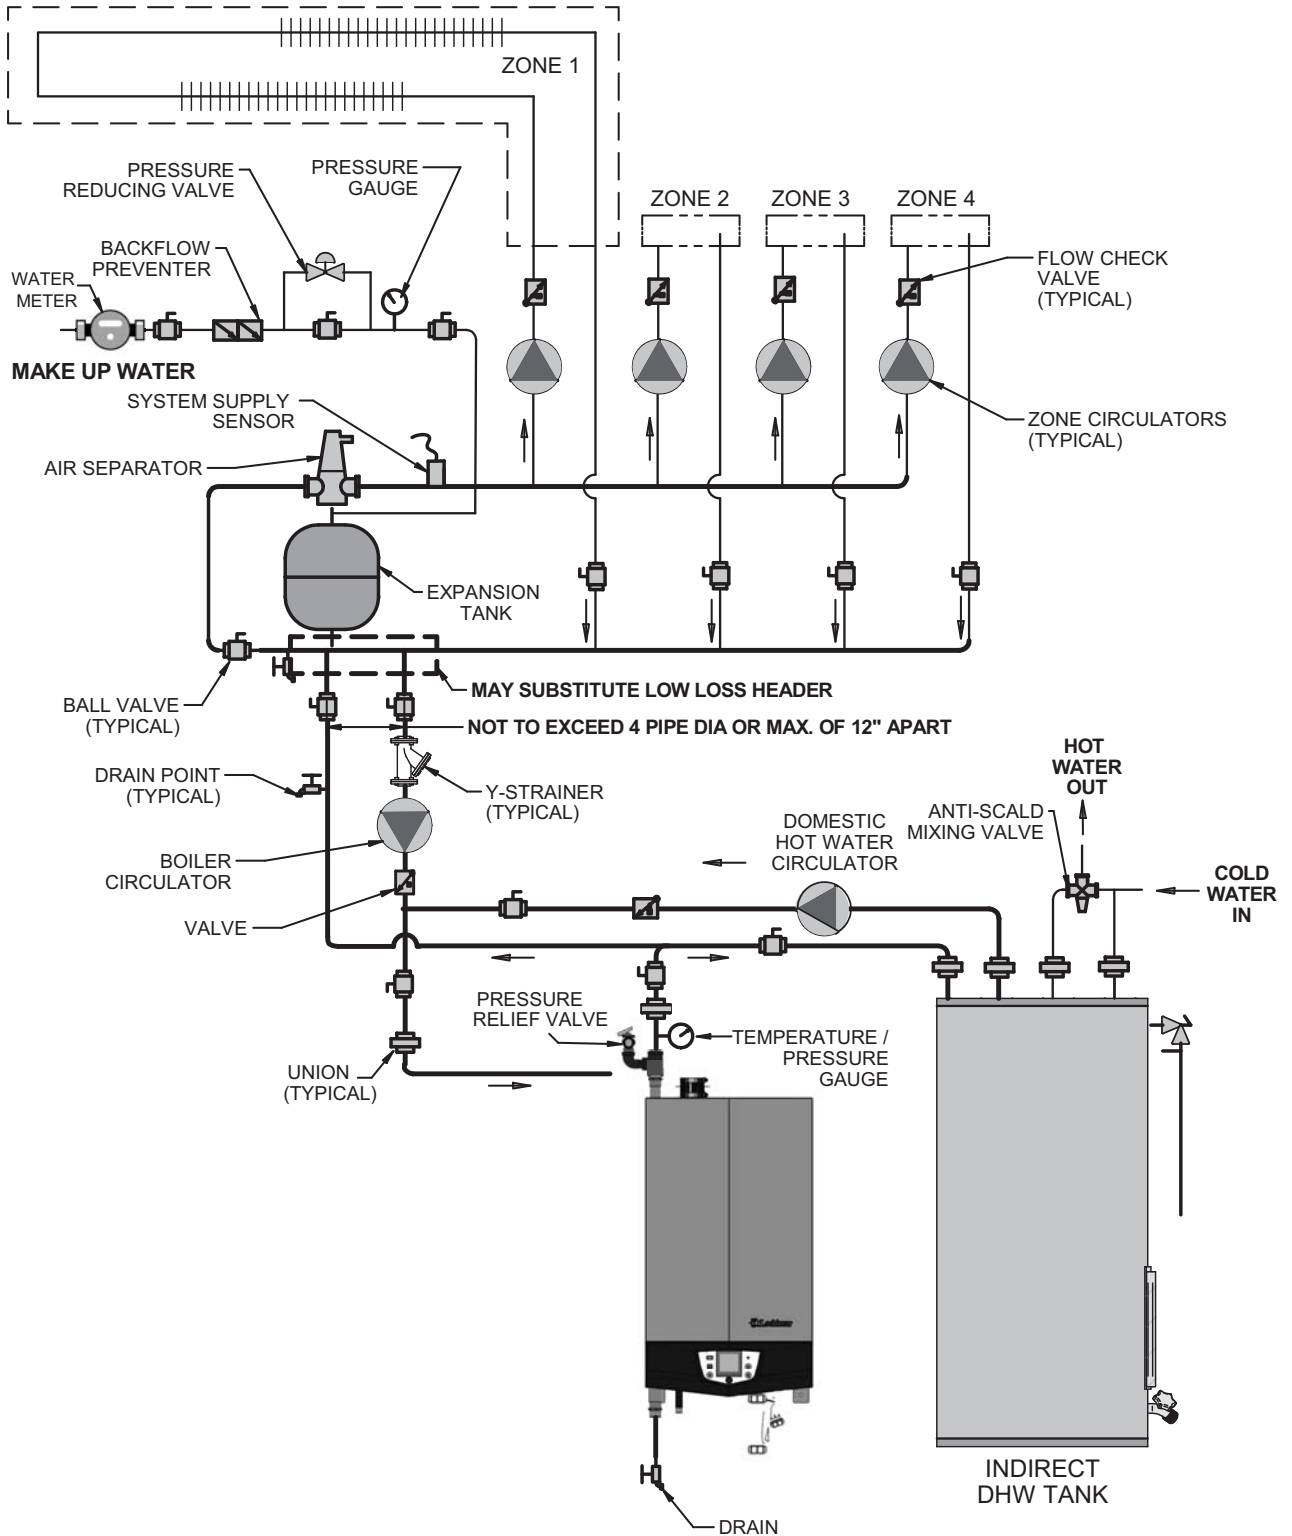 ZONE 1
PRESSURE
REDUCING VALVE
PRESSURE
GAUGE
ZONE 2
ZONE 3
ZONE 4
BACKFLOW
PREVENTER
FLOW CHECK
VALVE
(TYPICAL)
WATER
METER
MAKE UP WATER
SYSTEM SUPPLY
SENSOR
ZONE CIRCULATORS
(TYPICAL)
AIR SEPARATOR
EXPANSION
TANK
MAY SUBSTITUTE LOW LOSS HEADER
BALL VALVE
(TYPICAL)
NOT TO EXCEED 4 PIPE DIA OR MAX. OF 12" APART
HOT
WATER
OUT
DRAIN POINT
(TYPICAL)
Y-STRAINER
(TYPICAL)
DOMESTIC
HOT WATER
CIRCULATOR
ANTI-SCALD
MIXING VALVE
BOILER
CIRCULATOR
COLD
WATER
IN
VALVE
PRESSURE
RELIEF VALVE
TEMPERATURE /
PRESSURE
GAUGE
UNION
(TYPICAL)
Lochinvar
INDIRECT
DHW TANK
DRAIN